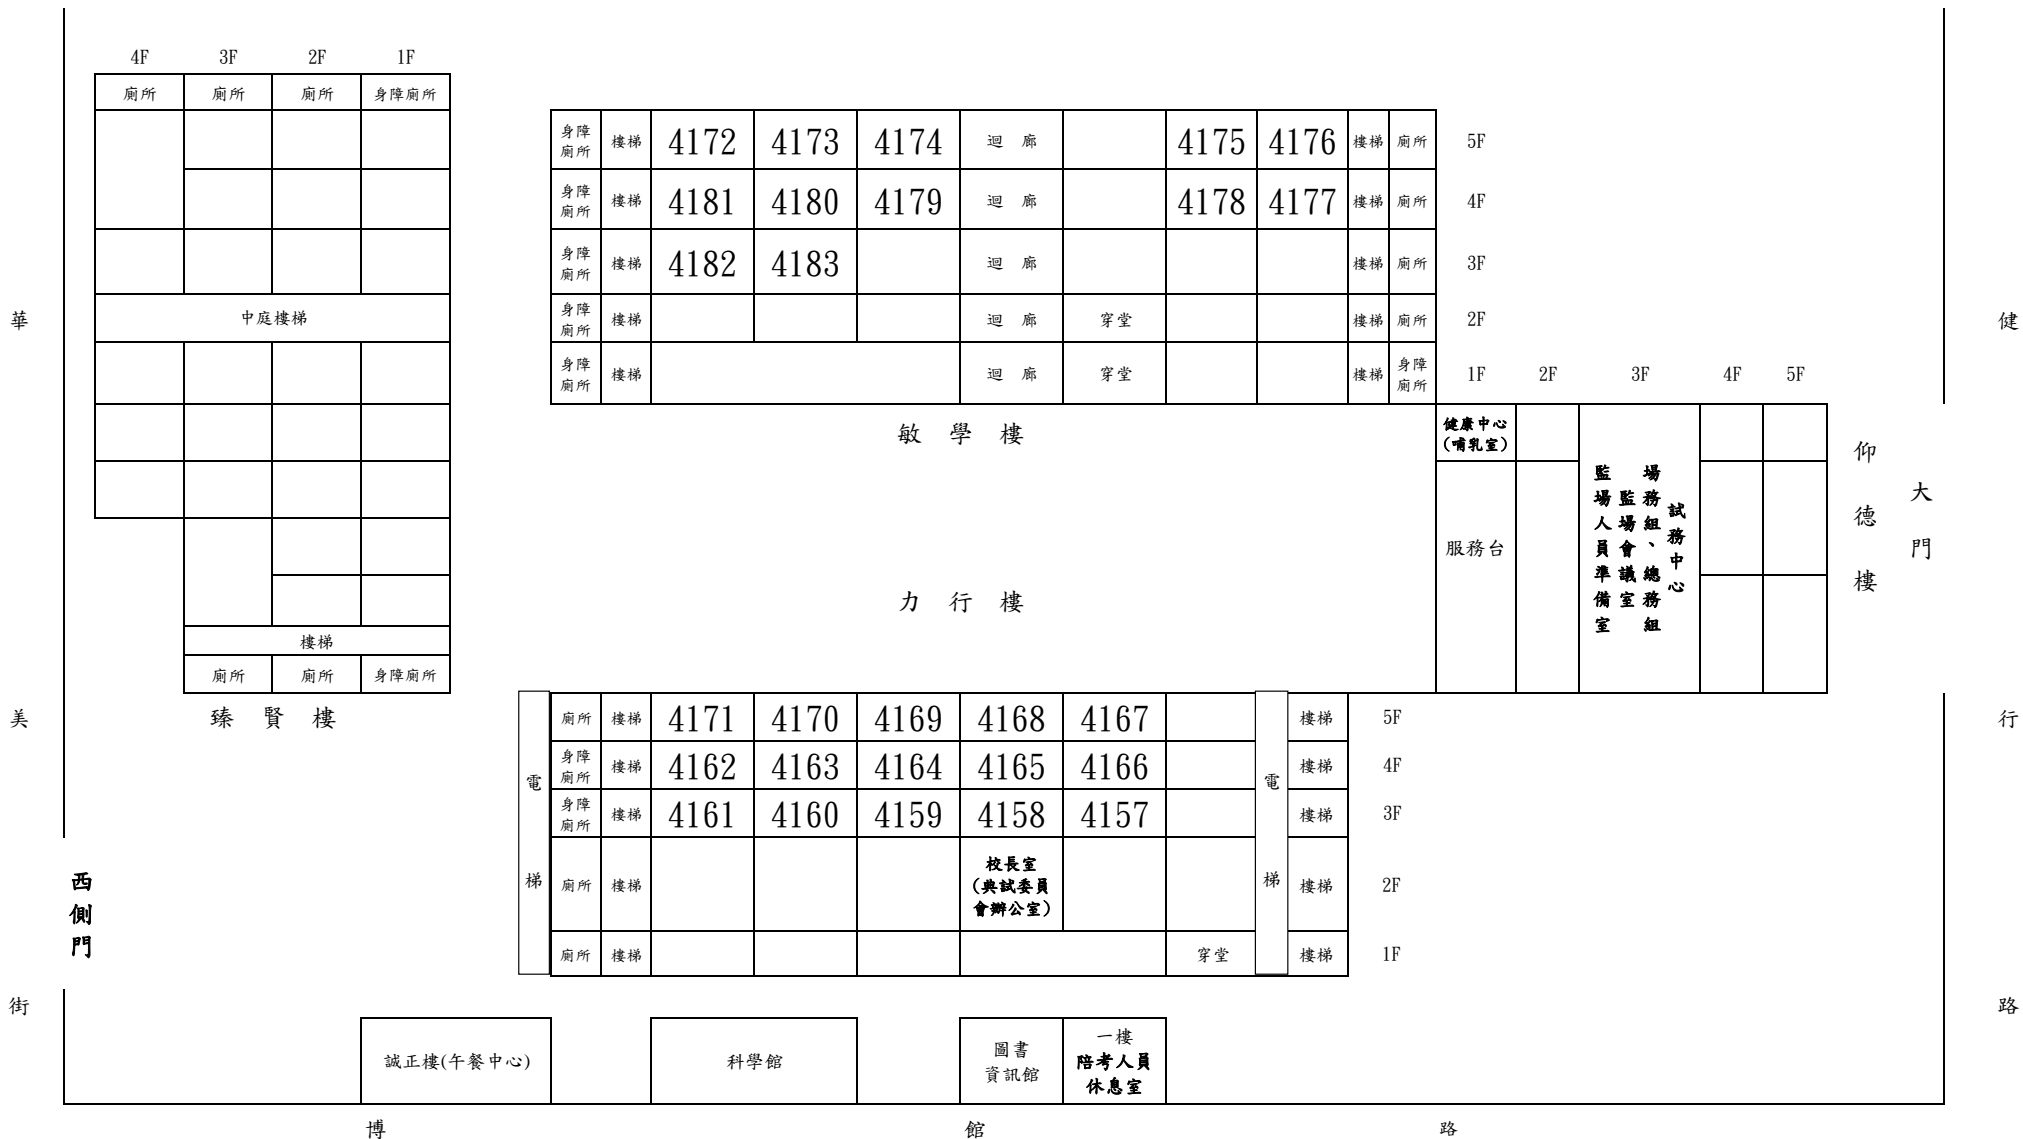 4F 3F 2F 1F
廁所 廁所 廁所 身障廁所
中庭樓梯
樓梯
廁所 廁所 身障廁所
臻賢樓
身障廁所 樓梯 4172 4173 4174 迴廊 4175 4176 樓梯 廁所 5F
身障廁所 樓梯 4181 4180 4179 迴廊 4178 4177 樓梯 廁所 4F
身障廁所 樓梯 4182 4183 迴廊 樓梯 廁所 3F
身障廁所 樓梯 迴廊 穿堂 樓梯 廁所 2F
身障廁所 樓梯 迴廊 穿堂 樓梯 身障廁所 1F
敏學樓
2F 3F 4F 5F
健康中心
(哺乳室)
服務台
試務中心
場務組、總務組
監場會議室
監場人員準備室
仰德樓
大門
力行樓
電梯
廁所 樓梯 4171 4170 4169 4168 4167 樓梯 5F
身障廁所 樓梯 4162 4163 4164 4165 4166 樓梯 4F
身障廁所 樓梯 4161 4160 4159 4158 4157 樓梯 3F
廁所 樓梯 校長室(典試委員會辦公室) 樓梯 2F
廁所 樓梯 穿堂 樓梯 1F
電梯
西側門
誠正樓(午餐中心)
科學館
圖書
資訊館
一樓
陪考人員
休息室
華美街
健行路
博館路